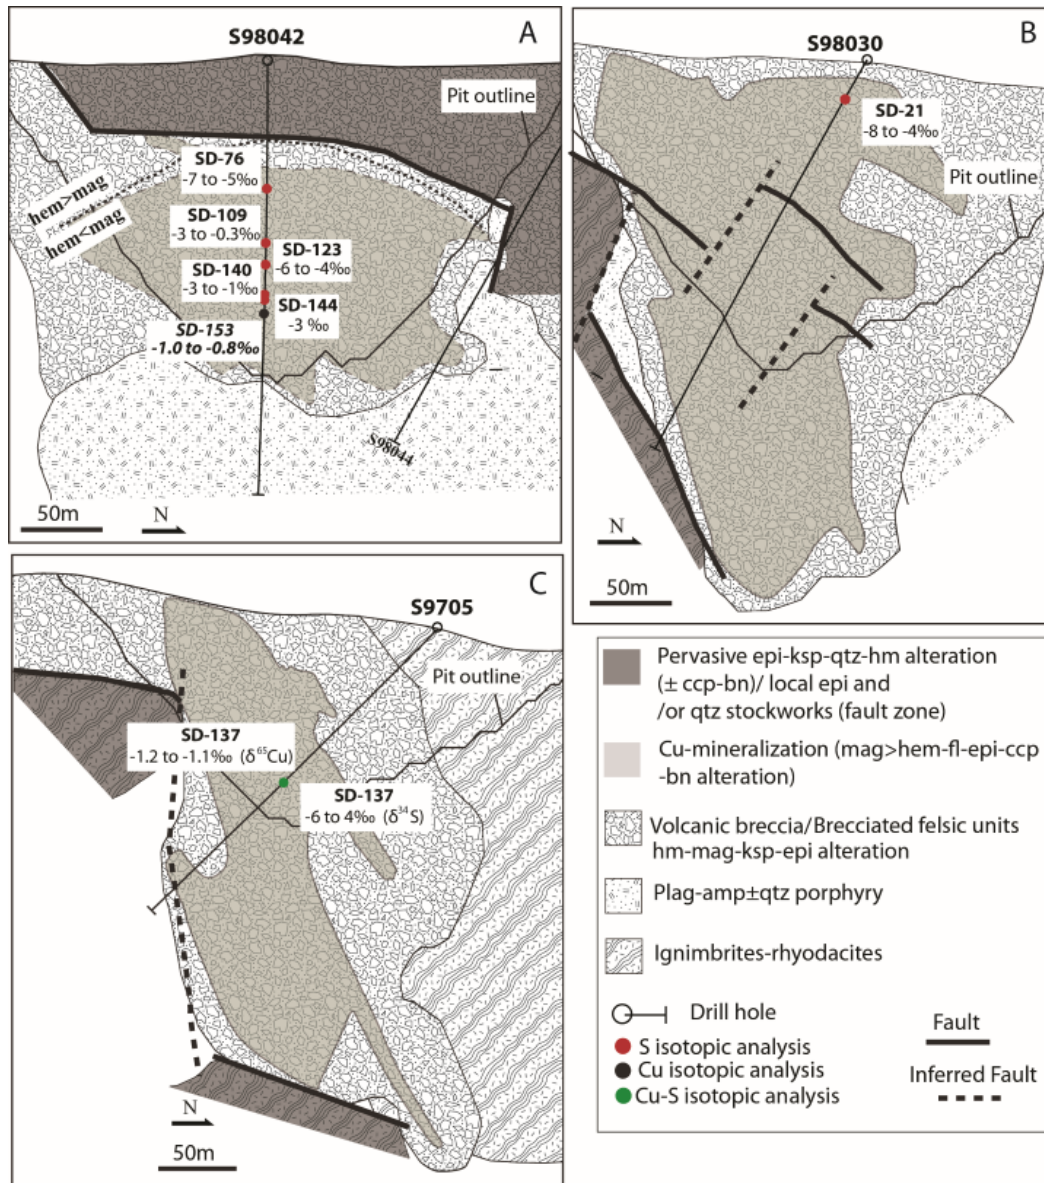 A
S98042
Pit outline
SD-76
-7 to -5‰
hem>mag
hem<mag
SD-109
-3 to -0.3‰
SD-123
-6 to -4‰
SD-140
-3 to -1‰
SD-144
-3 ‰
SD-153
-1.0 to -0.8‰
S98044
50m
N
B
S98030
SD-21
-8 to -4‰
Pit outline
N
50m
C
S9705
Pit outline
SD-137
-1.2 to -1.1‰ (δ⁶⁵Cu)
SD-137
-6 to 4‰ (δ³⁴S)
N
50m
Pervasive epi-ksp-qtz-hm alteration
(± ccp-bn)/ local epi and
/or qtz stockworks (fault zone)
Cu-mineralization (mag>hem-fl-epi-ccp
-bn alteration)
Volcanic breccia/Brecciated felsic units
hm-mag-ksp-epi alteration
Plag-amp±qtz porphyry
Ignimbrites-rhyodacites
Drill hole
S isotopic analysis
Cu isotopic analysis
Cu-S isotopic analysis
Fault
Inferred Fault